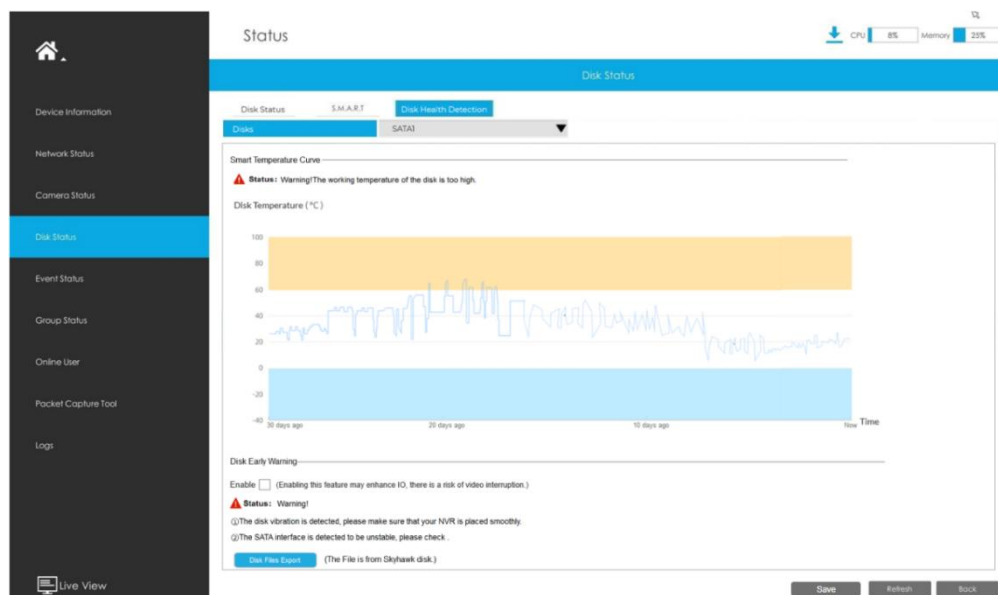 Status
CPU 8% Memory 25%
Disk Status
Device Information
Network Status
Camera Status
Disk Status
Event Status
Group Status
Online User
Packet Capture Tool
Logs
Live View
Disk Status S.M.A.R.T Disk Health Detection
Disks SATA1
Smart Temperature Curve
Status: Warning!The working temperature of the disk is too high.
Disk Temperature (°C)
100
80
60
40
20
0
-20
-40
30 days ago 20 days ago 10 days ago Now Time
Disk Early Warning
Enable (Enabling this feature may enhance IO, there is a risk of video interruption.)
Status: Warning!
①The disk vibration is detected, please make sure that your NVR is placed smoothly.
②The SATA interface is detected to be unstable, please check .
Disk Files Export (The File is from Skyhawk disk.)
Save Refresh Back